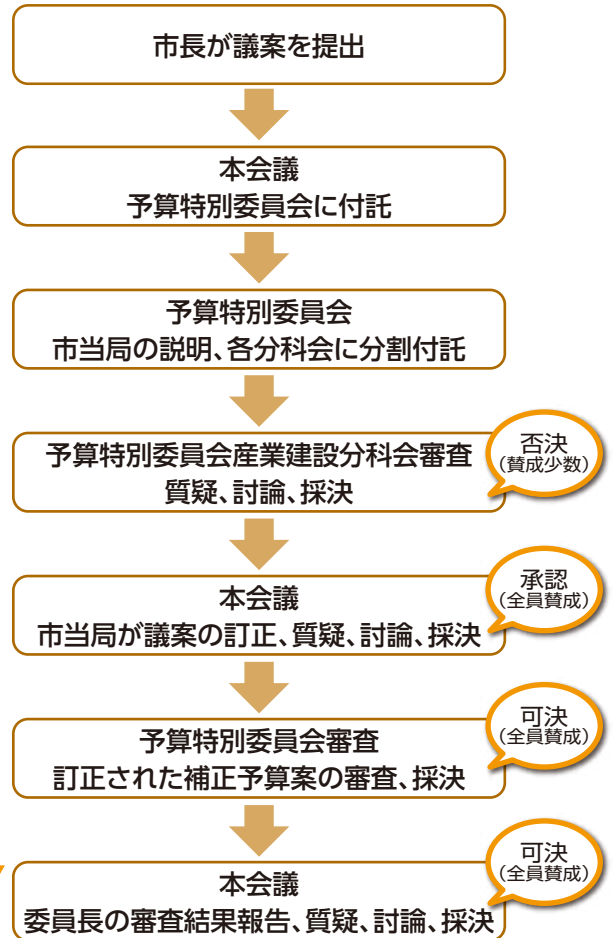 市長が議案を提出
本会議
予算特別委員会に付託
予算特別委員会
市当局の説明、各分科会に分割付託
予算特別委員会産業建設分科会審査
質疑、討論、採決
否決
(賛成少数)
本会議
市当局が議案の訂正、質疑、討論、採決
承認
(全員賛成)
予算特別委員会審査
訂正された補正予算案の審査、採決
可決
(全員賛成)
本会議
委員長の審査結果報告、質疑、討論、採決
可決
(全員賛成)